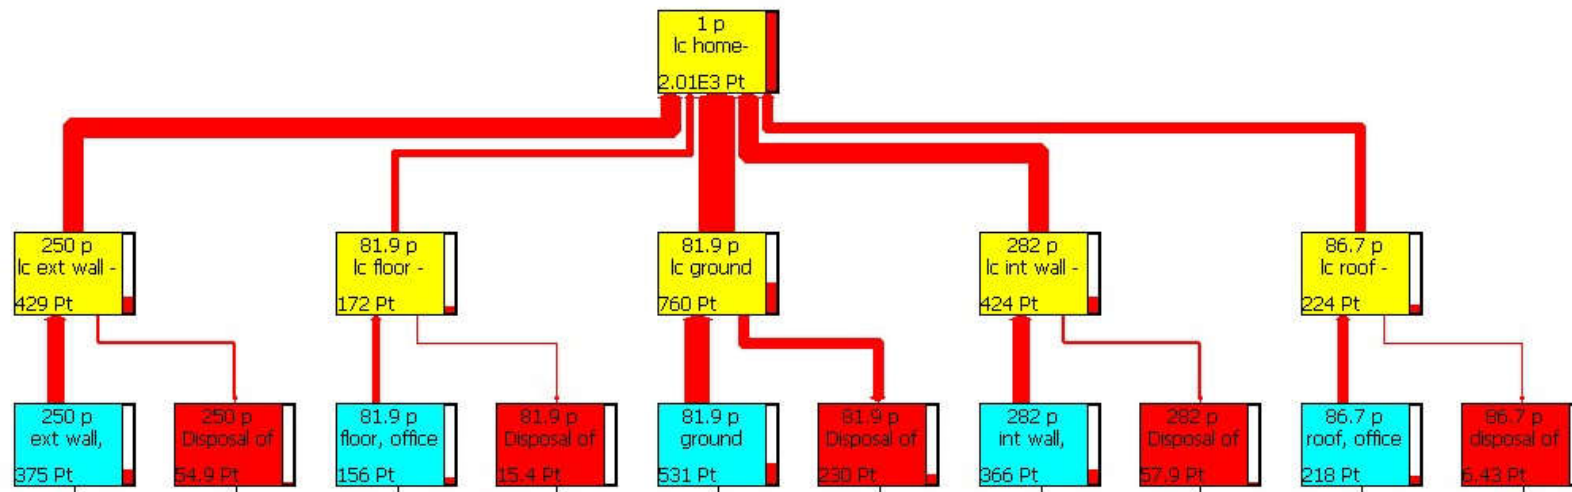 1 p
lc home-
2.01E3 Pt
250 p
lc ext wall -
429 Pt
81.9 p
lc floor -
172 Pt
81.9 p
lc ground
760 Pt
282 p
lc int wall -
424 Pt
86.7 p
lc roof -
224 Pt
250 p
ext wall,
375 Pt
250 p
Disposal of
54.9 Pt
81.9 p
floor, office
156 Pt
81.9 p
Disposal of
15.4 Pt
81.9 p
ground
531 Pt
81.9 p
Disposal of
230 Pt
282 p
int wall,
366 Pt
282 p
Disposal of
57.9 Pt
86.7 p
roof, office
218 Pt
86.7 p
disposal of
6.43 Pt